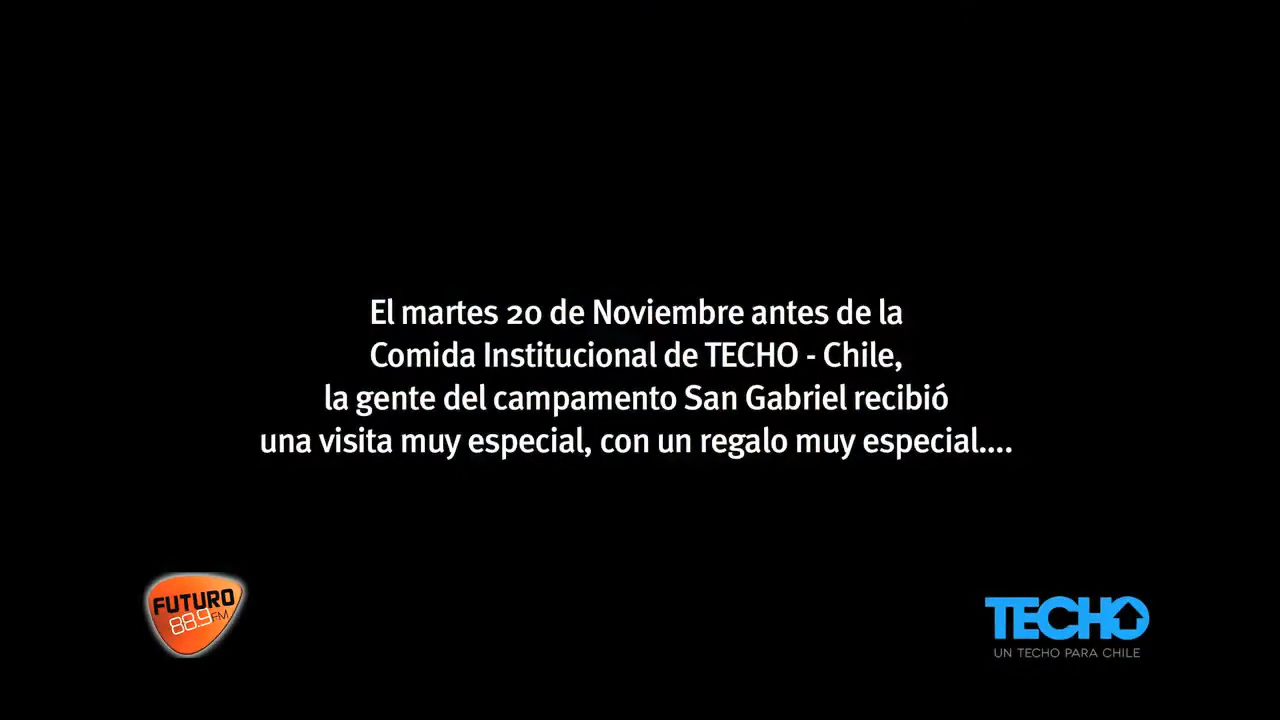 El martes 20 de Noviembre antes de la
Comida Institucional de TECHO - Chile,
la gente del campamento San Gabriel recibió
una visita muy especial, con un regalo muy especial....
FUTURO
88.9 FM
TECHO
UN TECHO PARA CHILE